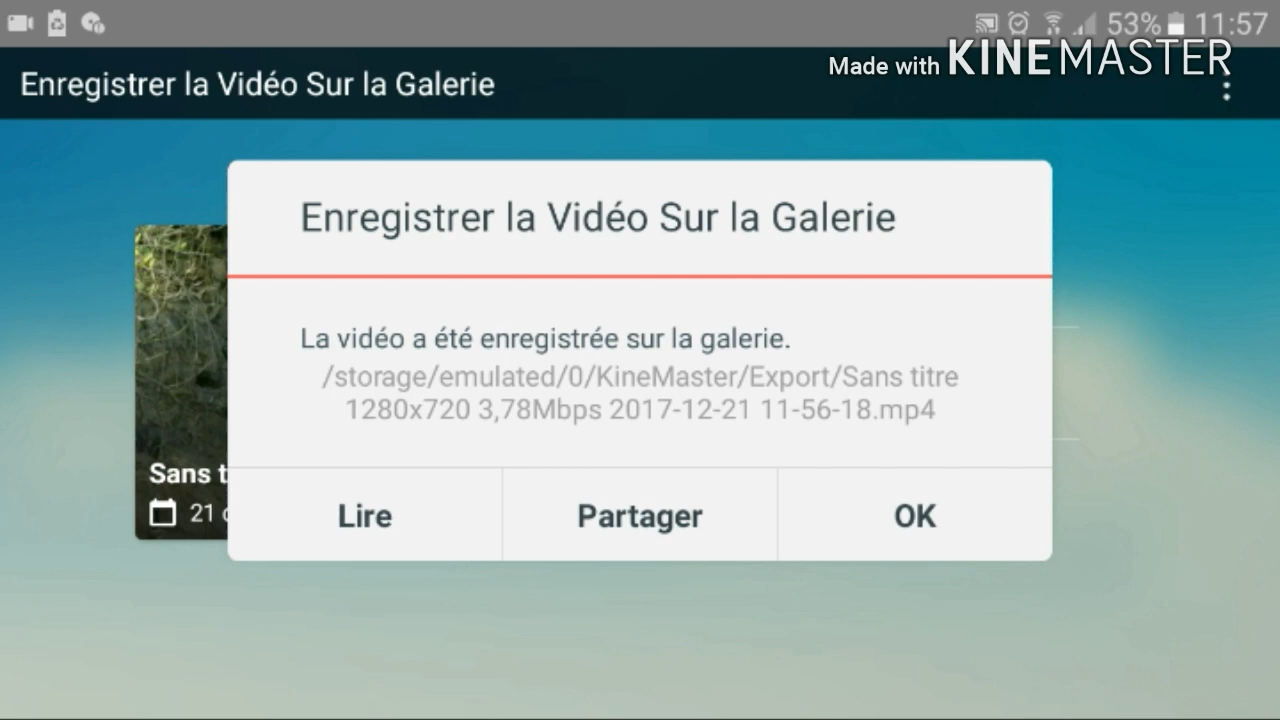 53% 11:57
Made with KINEMASTER
Enregistrer la Vidéo Sur la Galerie
Enregistrer la Vidéo Sur la Galerie
La vidéo a été enregistrée sur la galerie.
/storage/emulated/0/KineMaster/Export/Sans titre
1280x720 3,78Mbps 2017-12-21 11-56-18.mp4
Sans t
21 d
Lire Partager OK